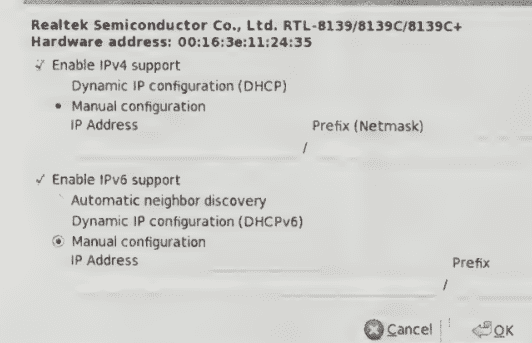 Realtek Semiconductor Co., Ltd. RTL-8139/8139C/8139C+
Hardware address: 00:16:3e:11:24:35
Enable IPv4 support
Dynamic IP configuration (DHCP)
Manual configuration
IP Address Prefix (Netmask)
/
Enable IPv6 support
Automatic neighbor discovery
Dynamic IP configuration (DHCPv6)
Manual configuration
IP Address Prefix
/
Cancel OK